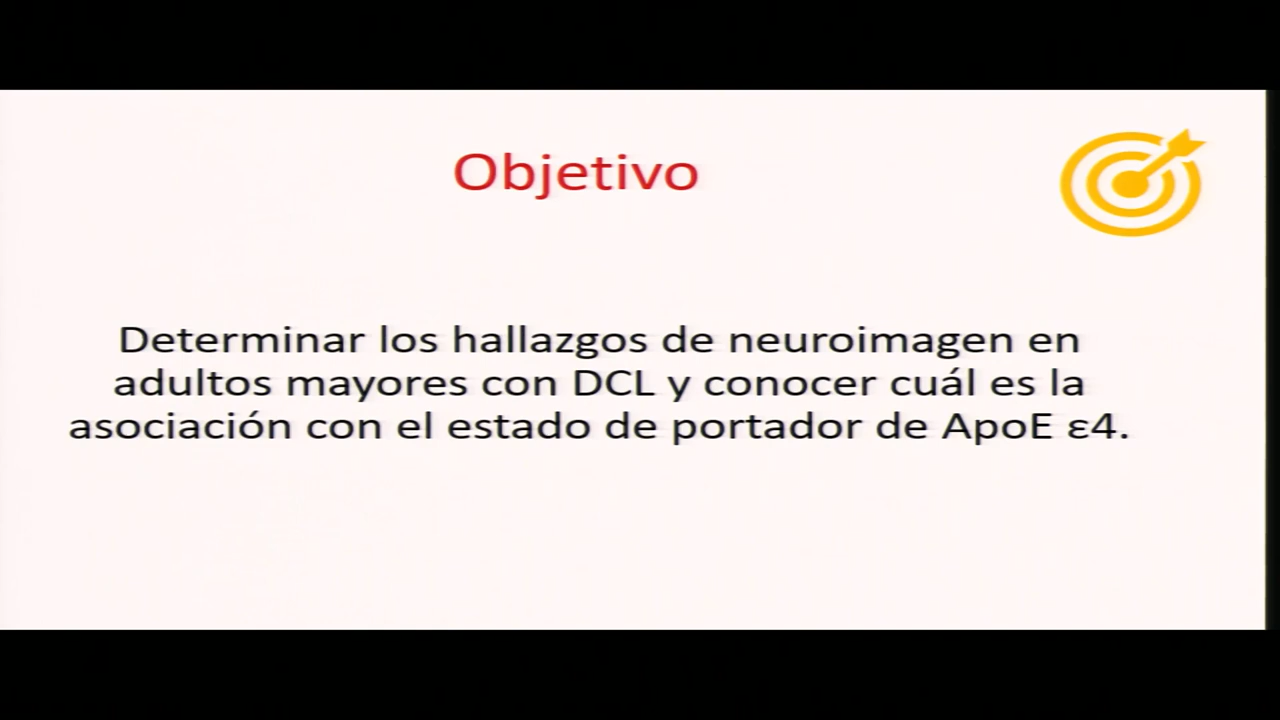 Objetivo
Determinar los hallazgos de neuroimagen en
adultos mayores con DCL y conocer cuál es la
asociación con el estado de portador de ApoE ε4.